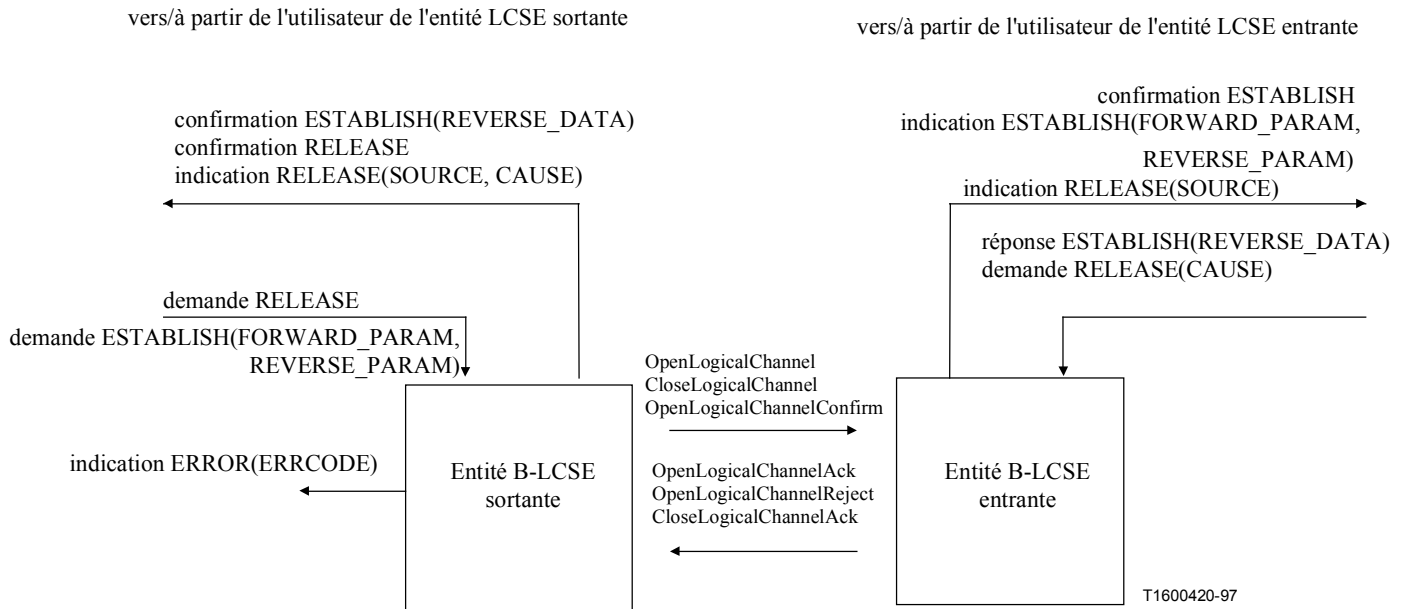 vers/à partir de l'utilisateur de l'entité LCSE sortante
vers/à partir de l'utilisateur de l'entité LCSE entrante
confirmation ESTABLISH(REVERSE_DATA)
confirmation RELEASE
indication RELEASE(SOURCE, CAUSE)
confirmation ESTABLISH
indication ESTABLISH(FORWARD_PARAM,
REVERSE_PARAM)
indication RELEASE(SOURCE)
réponse ESTABLISH(REVERSE_DATA)
demande RELEASE(CAUSE)
demande RELEASE
demande ESTABLISH(FORWARD_PARAM,
REVERSE_PARAM)
OpenLogicalChannel
CloseLogicalChannel
OpenLogicalChannelConfirm
indication ERROR(ERRCODE)
Entité B-LCSE
sortante
OpenLogicalChannelAck
OpenLogicalChannelReject
CloseLogicalChannelAck
Entité B-LCSE
entrante
T1600420-97